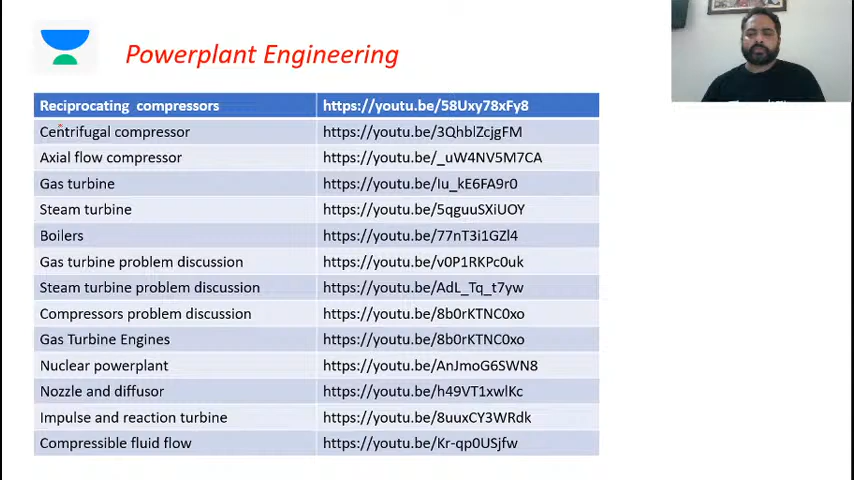 Powerplant Engineering
Reciprocating compressors https://youtu.be/58Uxy78xFy8
Centrifugal compressor https://youtu.be/3QhblZcjgFM
Axial flow compressor https://youtu.be/_uW4NV5M7CA
Gas turbine https://youtu.be/Iu_kE6FA9r0
Steam turbine https://youtu.be/5qguuSXiUOY
Boilers https://youtu.be/77nT3i1GZl4
Gas turbine problem discussion https://youtu.be/v0P1RKPc0uk
Steam turbine problem discussion https://youtu.be/AdL_Tq_t7yw
Compressors problem discussion https://youtu.be/8b0rKTNC0xo
Gas Turbine Engines https://youtu.be/8b0rKTNC0xo
Nuclear powerplant https://youtu.be/AnJmoG6SWN8
Nozzle and diffusor https://youtu.be/h49VT1xwlKc
Impulse and reaction turbine https://youtu.be/8uuxCY3WRdk
Compressible fluid flow https://youtu.be/Kr-qp0USjfw